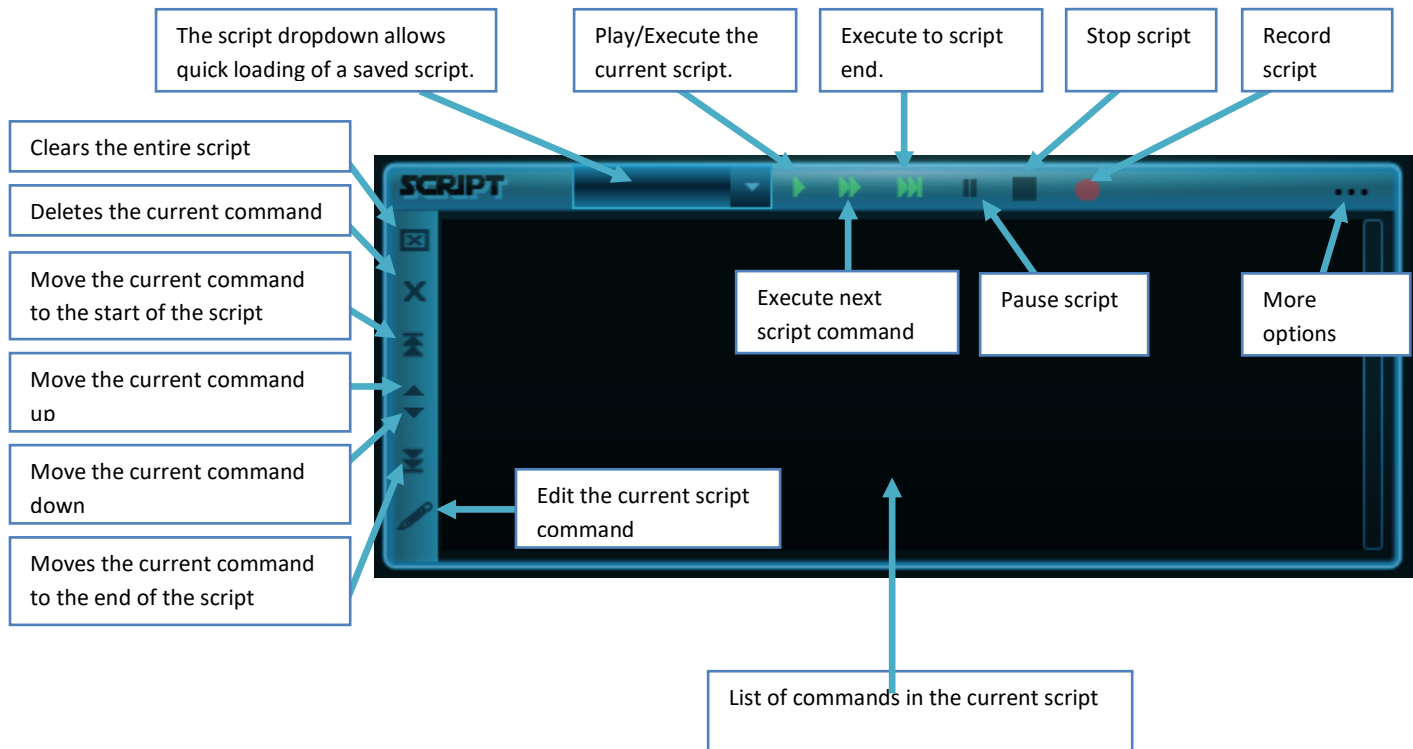 The script dropdown allows
quick loading of a saved script.
Play/Execute the
current script.
Execute to script
end.
Stop script
Record
script
Clears the entire script
Deletes the current command
Move the current command
to the start of the script
Move the current command
up
Move the current command
down
Moves the current command
to the end of the script
SCRIPT
Execute next
script command
Pause script
More
options
Edit the current script
command
List of commands in the current script